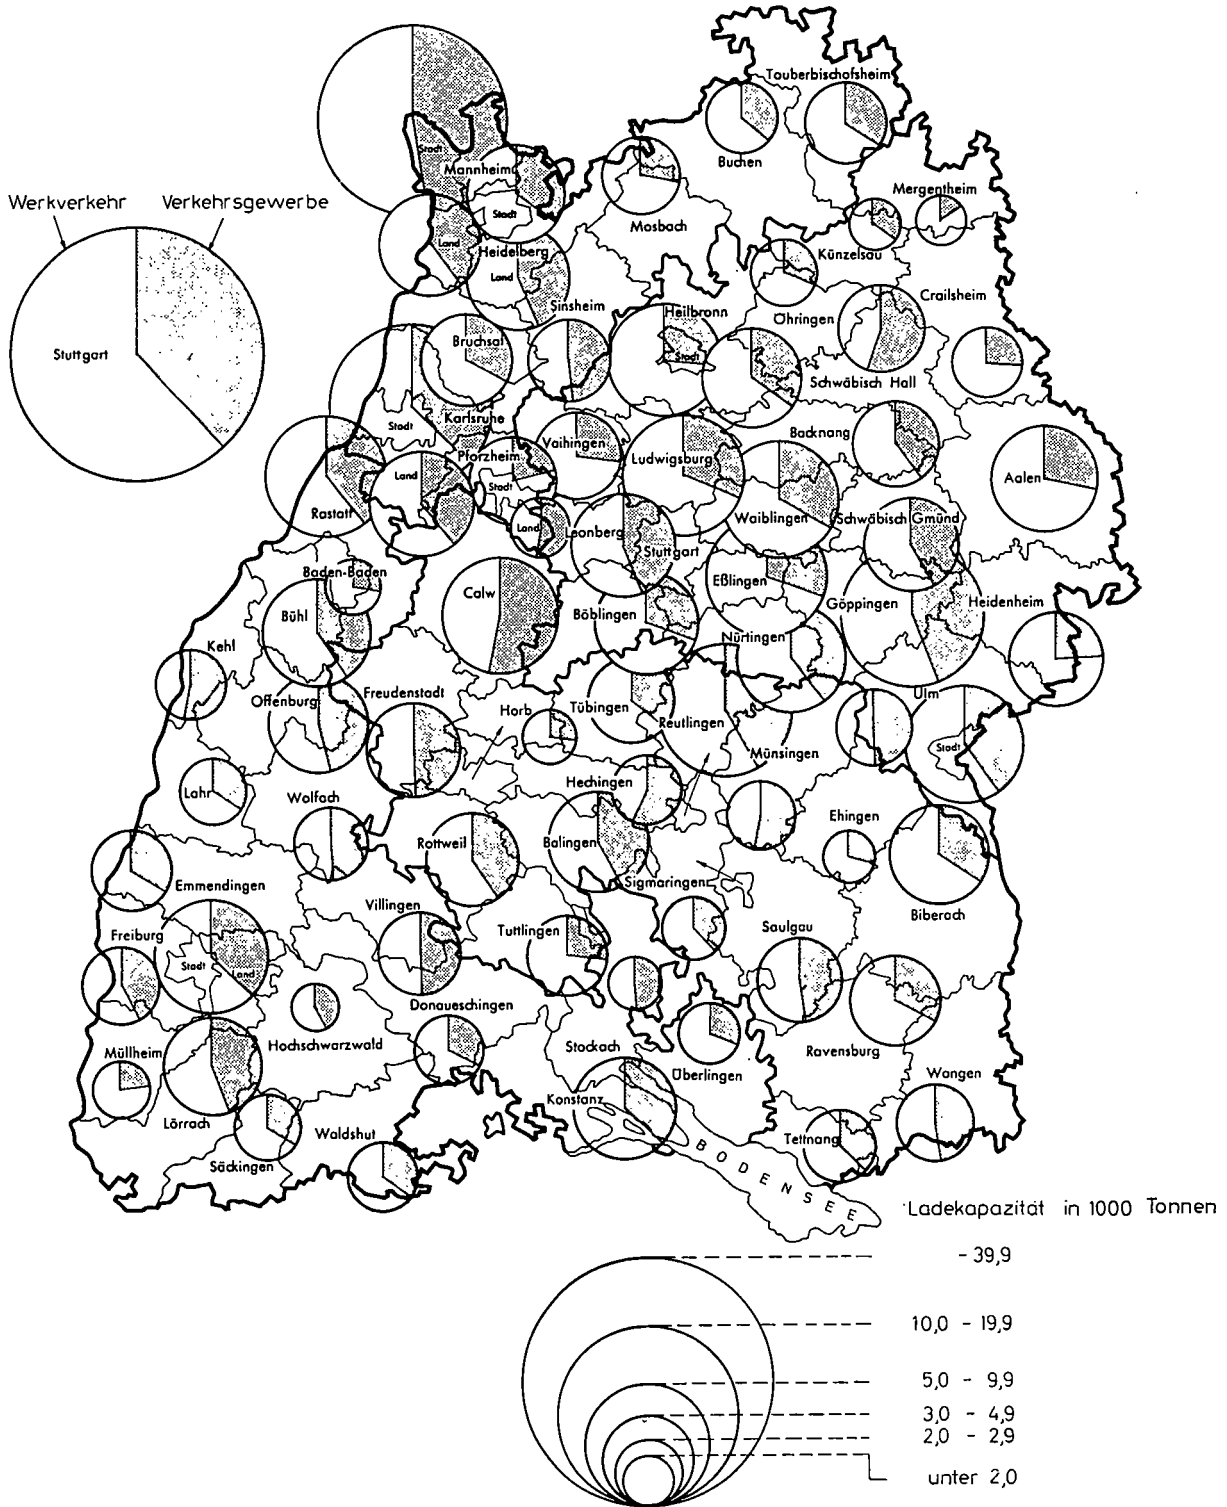 Tauberbischofsheim
Buchen
Stadt
Mannheim
Mergentheim
Werkverkehr
Verkehrsgewerbe
Stadt
Mosbach
Land
Heidelberg
Künzelsau
Land
Sinsheim
Crailsheim
Öhringen
Heilbronn
Bruchsal
Stuttgart
Stadt
Schwäbisch Hall
Karlsruhe
Stadt
Backnang
Vaihingen
Pforzheim
Ludwigsburg
Land
Aalen
Stadt
Rastatt
Waiblingen
Schwäbisch Gmünd
Land
Leonberg
Stuttgart
Baden-Baden
Eßlingen
Calw
Göppingen
Heidenheim
Bühl
Böblingen
Nürtingen
Kehl
Offenburg
Freudenstadt
Ulm
Horb
Tübingen
Reutlingen
Stadt
Münsingen
Hechingen
Lahr
Wolfach
Ehingen
Rottweil
Balingen
Sigmaringen
Emmendingen
Villingen
Biberach
Freiburg
Tuttlingen
Saulgau
Stadt
Land
Donaueschingen
Hochschwarzwald
Müllheim
Stockach
Ravensburg
Überlingen
Wangen
Konstanz
Lörrach
Waldshut
Tettnang
Säckingen
BODENSEE
Ladekapazität in 1000 Tonnen
- 39,9
10,0 - 19,9
5,0 - 9,9
3,0 - 4,9
2,0 - 2,9
unter 2,0